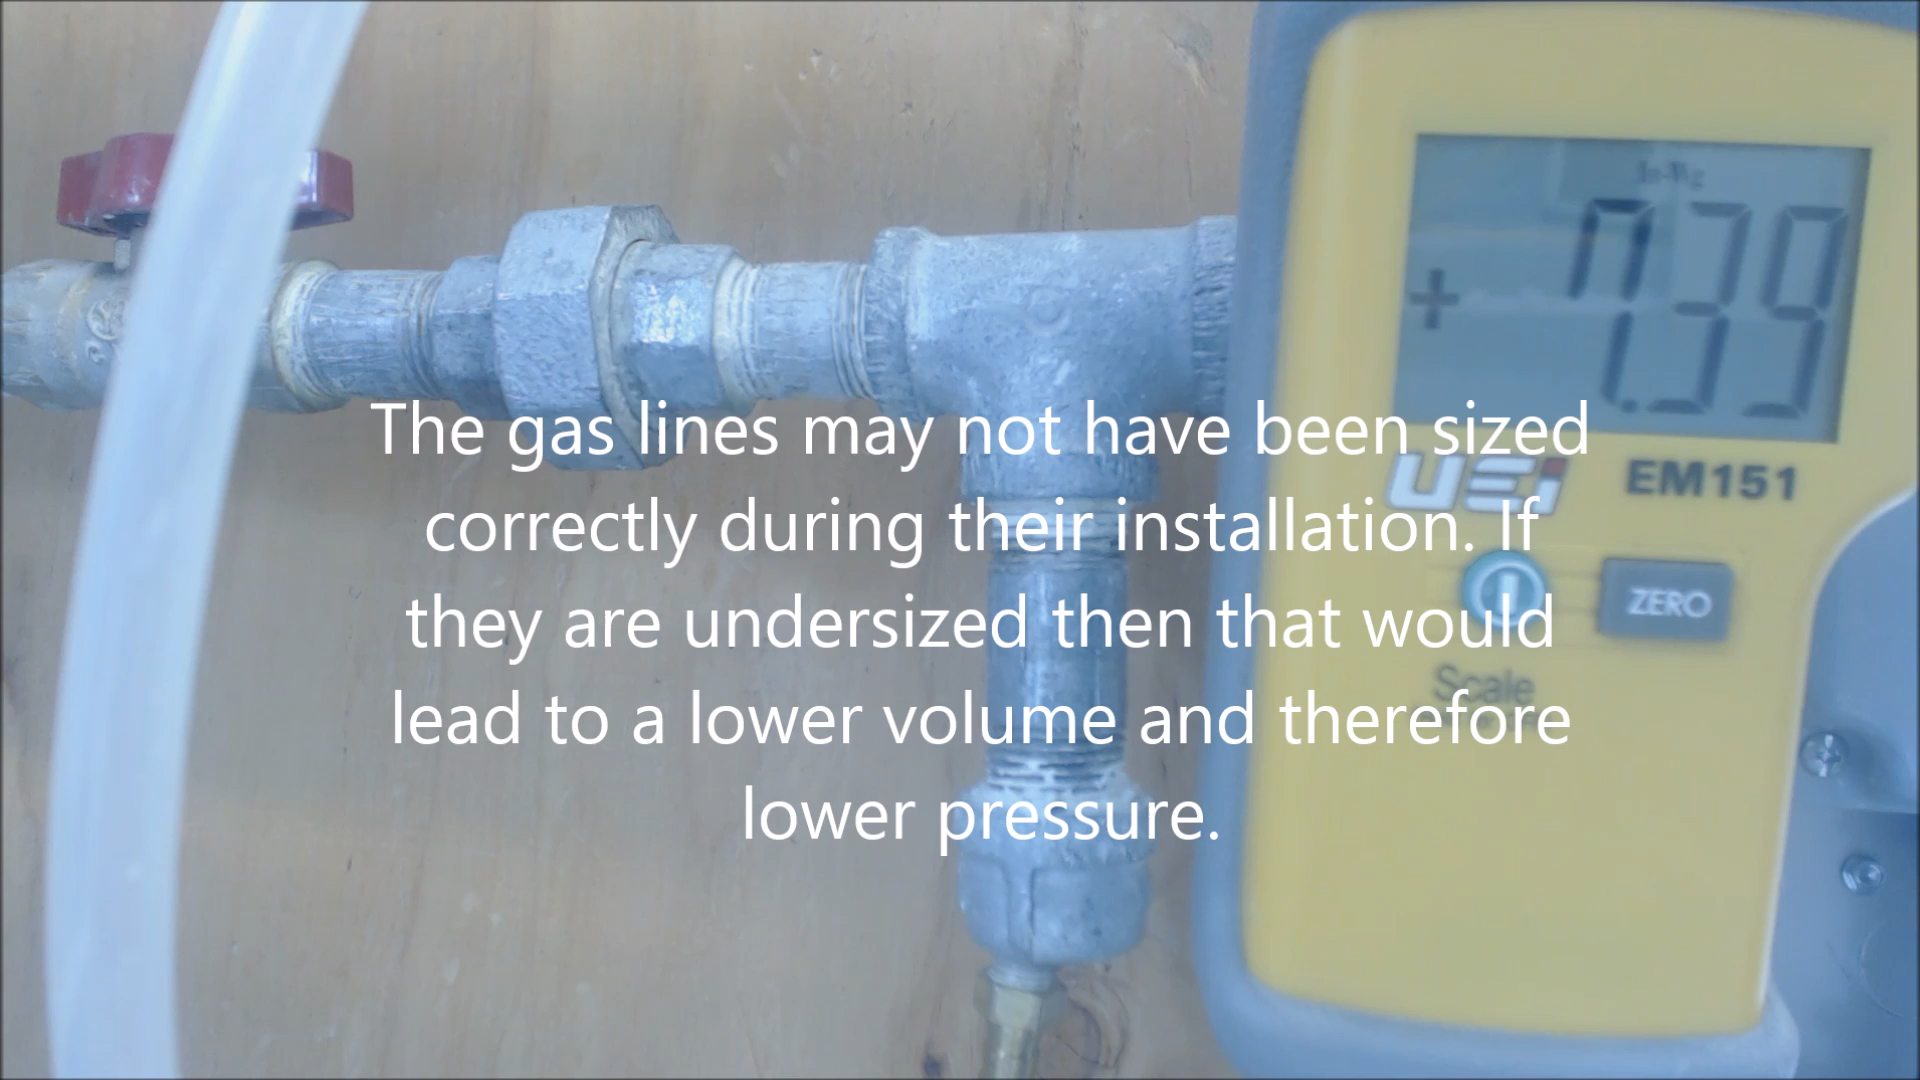 In-Wg
+ 7.39
The gas lines may not have been sized
UEi EM151
correctly during their installation. If
ZERO
they are undersized then that would
Scale
lead to a lower volume and therefore
lower pressure.